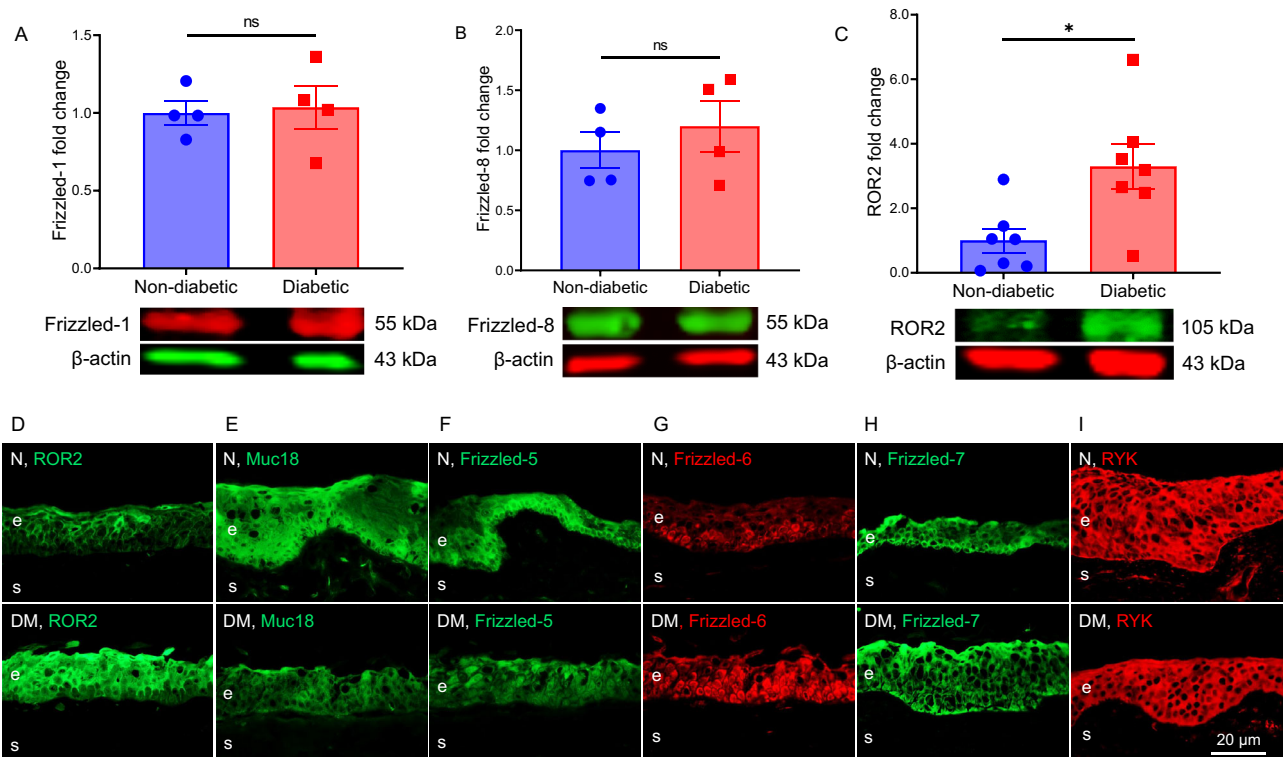 A
ns
Frizzled-1 fold change
1.5
1.0
0.5
0.0
Non-diabetic Diabetic
Frizzled-1 55 kDa
β-actin 43 kDa
B
ns
Frizzled-8 fold change
2.0
1.5
1.0
0.5
0.0
Non-diabetic Diabetic
Frizzled-8 55 kDa
β-actin 43 kDa
C
*
ROR2 fold change
8.0
6.0
4.0
2.0
0.0
Non-diabetic Diabetic
ROR2 105 kDa
β-actin 43 kDa
D E F G H I
N, ROR2 N, Muc18 N, Frizzled-5 N, Frizzled-6 N, Frizzled-7 N, RYK
e e e e e e
s s s s s s
DM, ROR2 DM, Muc18 DM, Frizzled-5 DM, Frizzled-6 DM, Frizzled-7 DM, RYK
e e e e e e
s s s s s s
20 µm